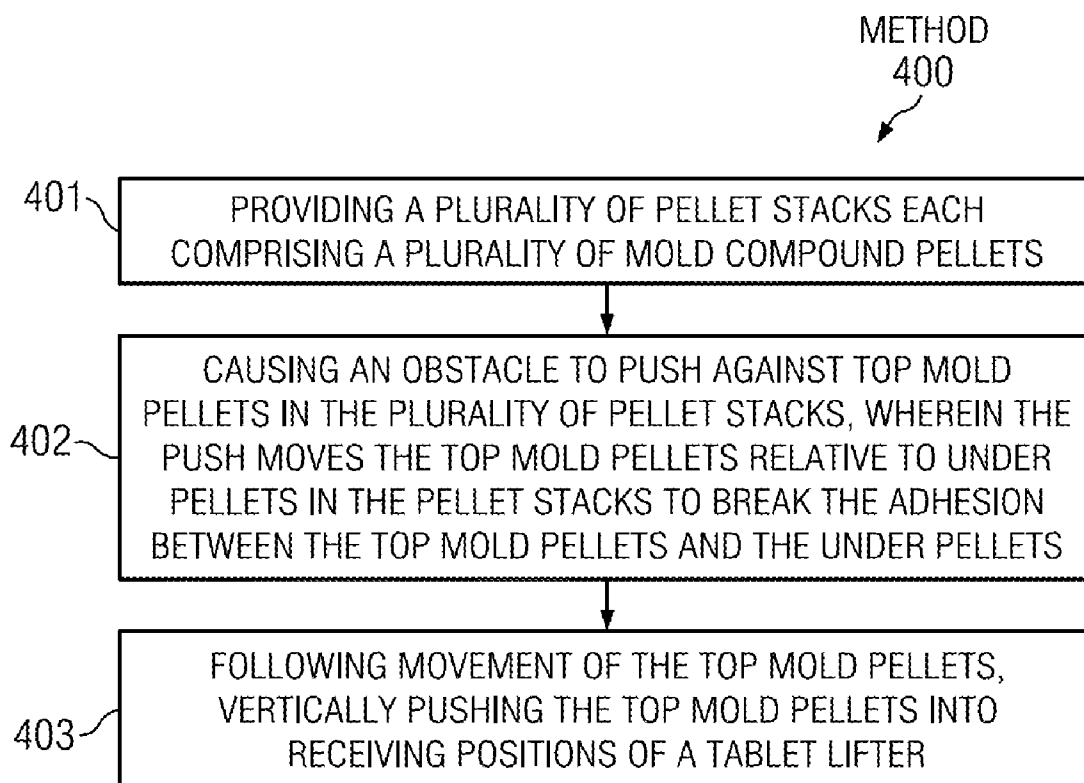 METHOD
400
401
PROVIDING A PLURALITY OF PELLET STACKS EACH
COMPRISING A PLURALITY OF MOLD COMPOUND PELLETS
402
CAUSING AN OBSTACLE TO PUSH AGAINST TOP MOLD
PELLETS IN THE PLURALITY OF PELLET STACKS, WHEREIN THE
PUSH MOVES THE TOP MOLD PELLETS RELATIVE TO UNDER
PELLETS IN THE PELLET STACKS TO BREAK THE ADHESION
BETWEEN THE TOP MOLD PELLETS AND THE UNDER PELLETS
403
FOLLOWING MOVEMENT OF THE TOP MOLD PELLETS,
VERTICALLY PUSHING THE TOP MOLD PELLETS INTO
RECEIVING POSITIONS OF A TABLET LIFTER